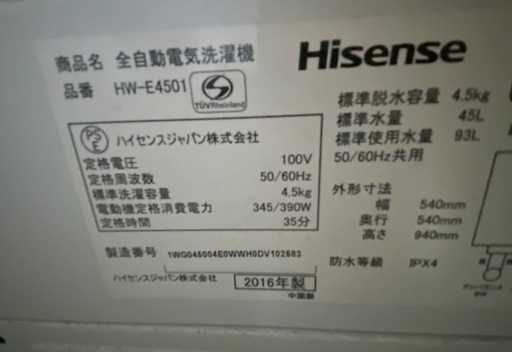 商品名 全自動電気洗濯機
品番 HW-E4501
TÜVRheinland
Hisense
標準脱水容量 4.5kg
標準水量 45L
標準使用水量 93L
50/60Hz共用
外形寸法
幅 540mm
奥行 540mm
高さ 940mm
防水等級 IPX4
PSE ハイセンスジャパン株式会社
定格電圧 100V
定格周波数 50/60Hz
標準洗濯容量 4.5kg
電動機定格消費電力 345/390W
定格時間 35分
製造番号 1WG045004E0WWH0DV102583
ハイセンスジャパン株式会社 2016年製
中国製